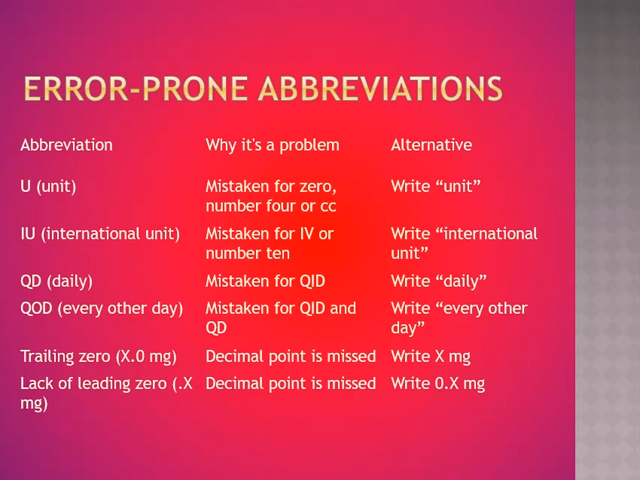 ERROR-PRONE ABBREVIATIONS
Abbreviation Why it's a problem Alternative
U (unit) Mistaken for zero, Write “unit”
number four or cc
IU (international unit) Mistaken for IV or Write “international
number ten unit”
QD (daily) Mistaken for QID Write “daily”
QOD (every other day) Mistaken for QID and Write “every other
QD day”
Trailing zero (X.0 mg) Decimal point is missed Write X mg
Lack of leading zero (.X Decimal point is missed Write 0.X mg
mg)